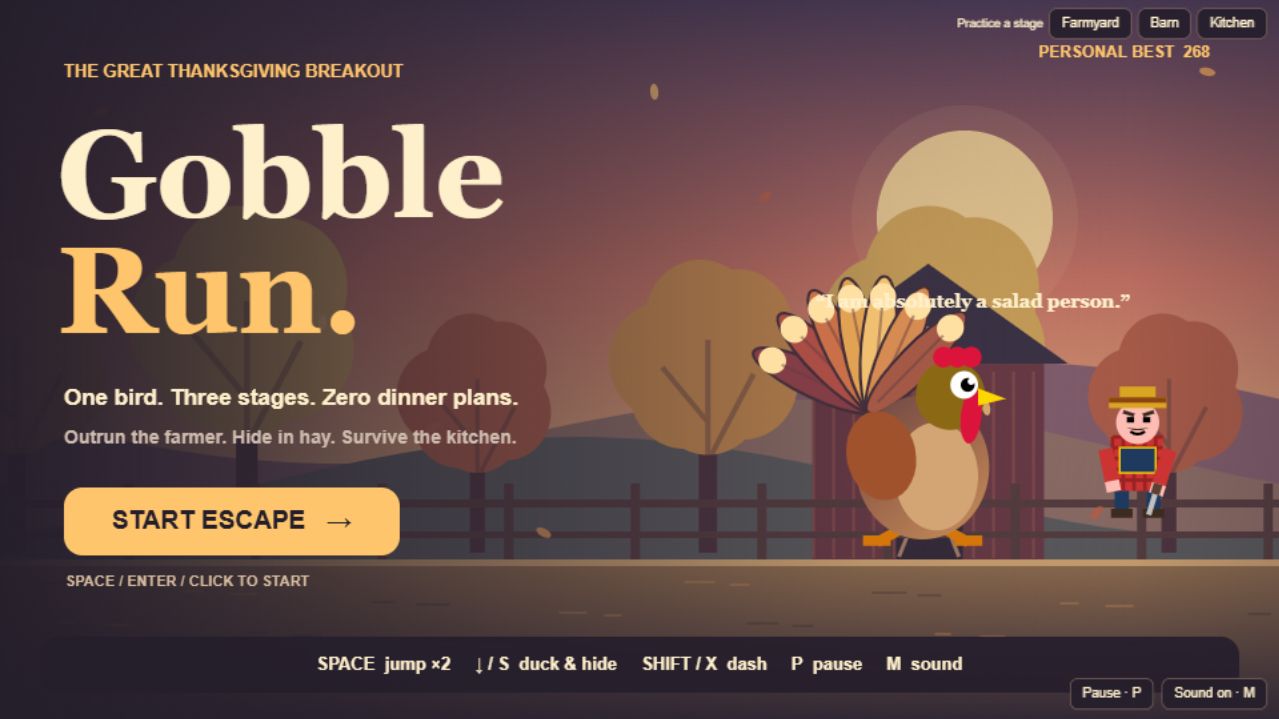 Practice a stage Farmyard Barn Kitchen
PERSONAL BEST 268
THE GREAT THANKSGIVING BREAKOUT
Gobble
Run.
“I am absolutely a salad person.”
One bird. Three stages. Zero dinner plans.
Outrun the farmer. Hide in hay. Survive the kitchen.
START ESCAPE →
SPACE / ENTER / CLICK TO START
SPACE jump ×2 ↓ / S duck & hide SHIFT / X dash P pause M sound
Pause · P Sound on · M